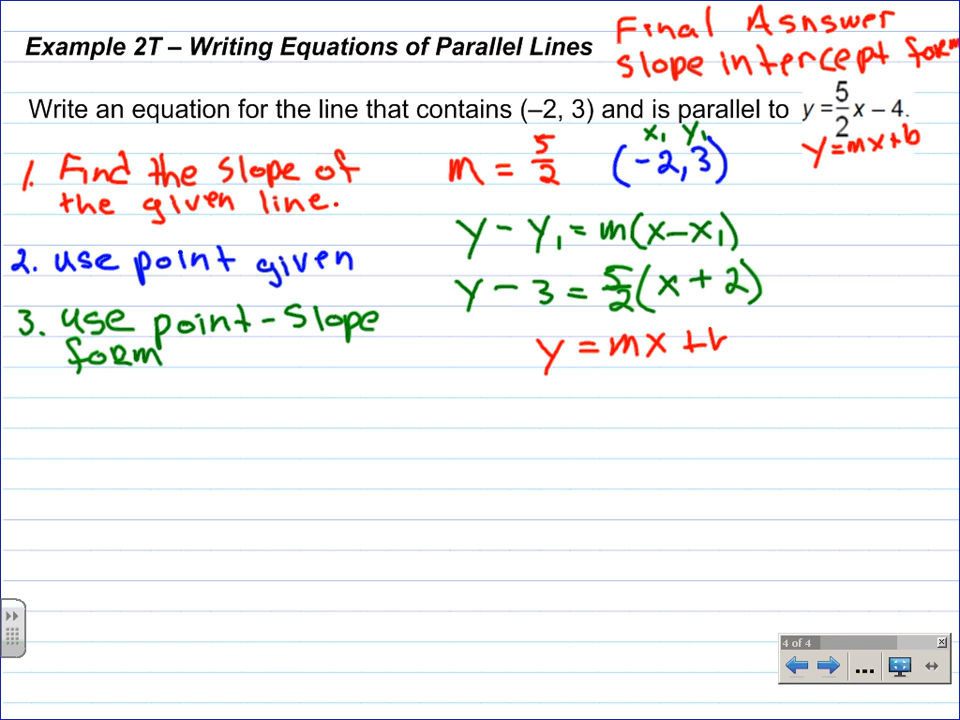 Final Asnswer
Example 2T – Writing Equations of Parallel Lines
slope intercept form
Write an equation for the line that contains (–2, 3) and is parallel to y = 5/2 x – 4.
y = mx + b
1. Find the slope of
the given line.
m = 5/2
x₁ y₁
(-2, 3)
y - y₁ = m(x - x₁)
2. use point given
y - 3 = 5/2 (x + 2)
3. use point-slope
form
y = mx +
4 of 4